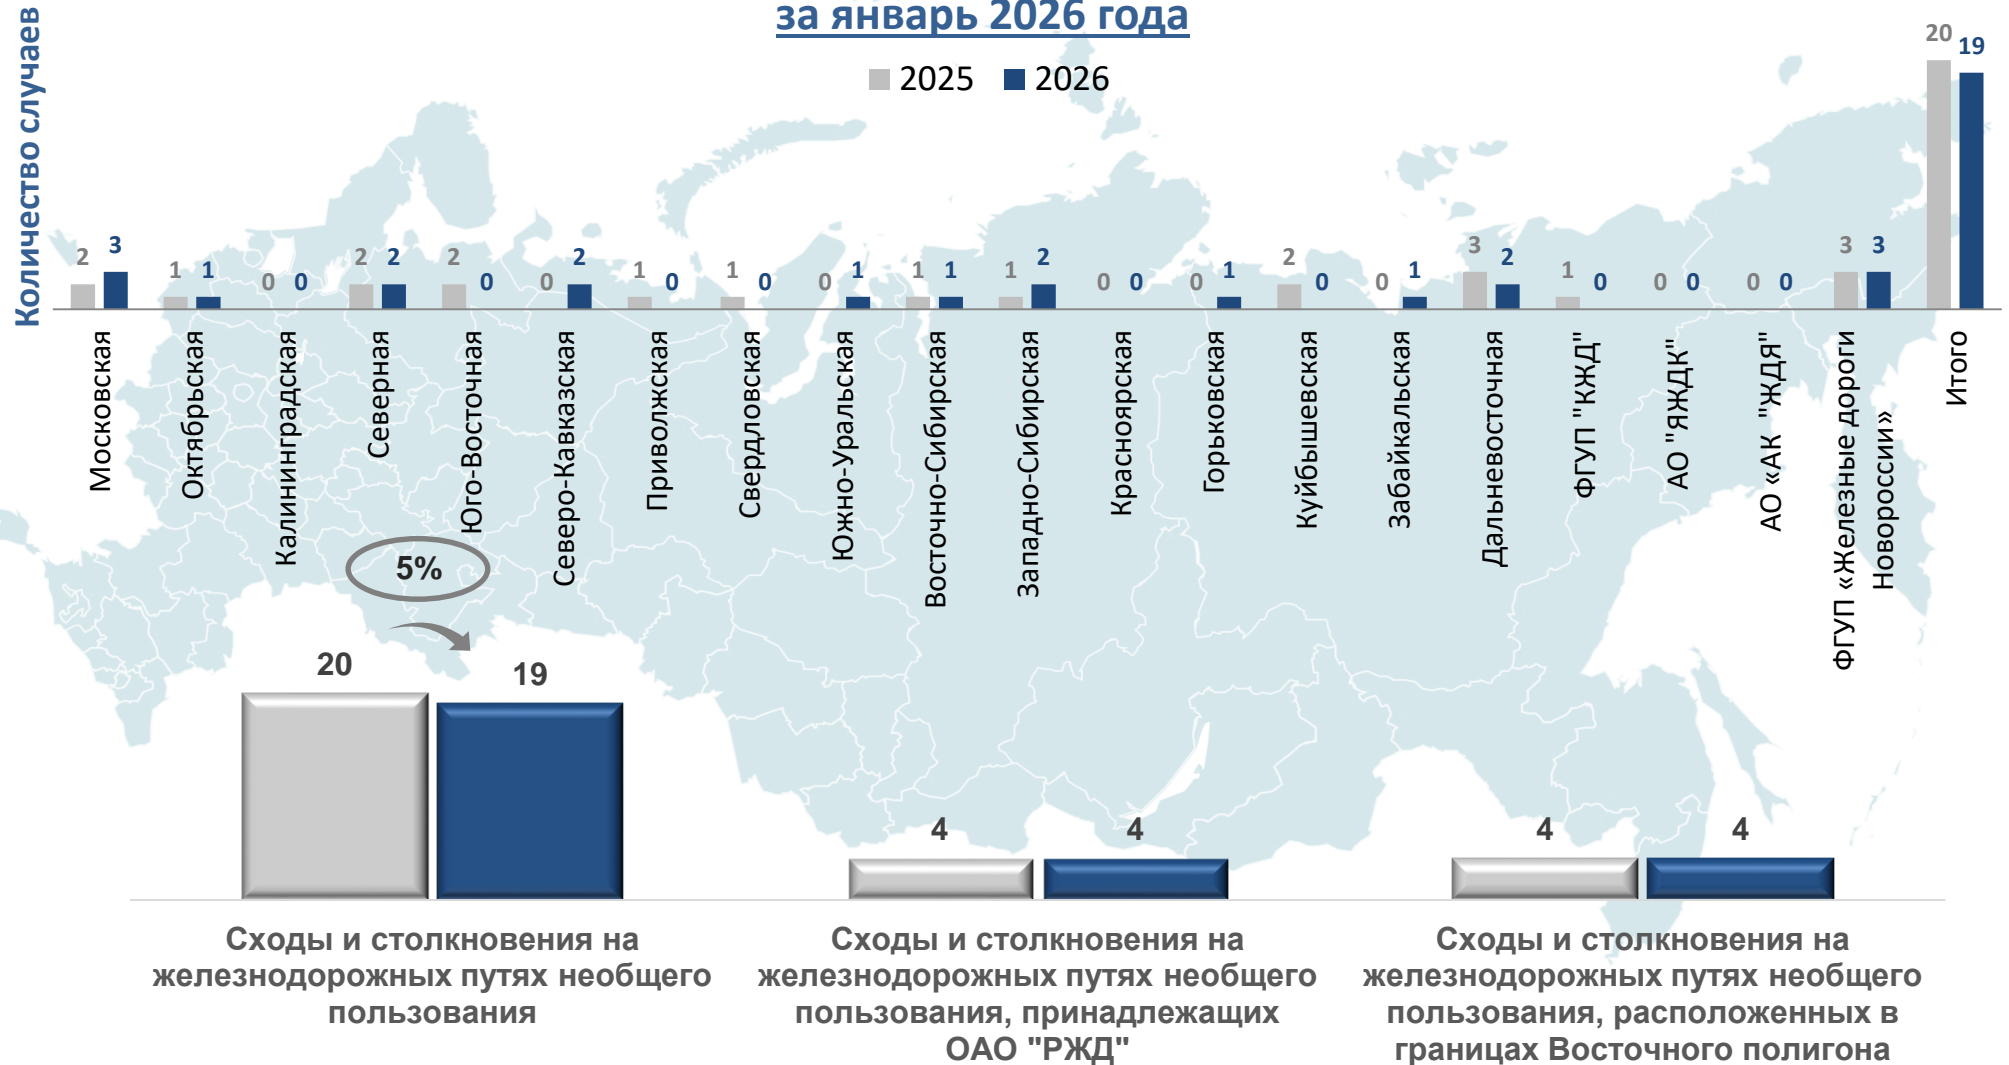 за январь 2026 года
2025 2026
Количество случаев
2 3 1 1 0 0 2 2 2 0 0 2 1 0 1 0 0 1 1 1 1 2 0 0 0 1 2 0 0 1 3 2 1 0 0 0 0 0 3 3 20 19
Московская
Октябрьская
Калининградская
Северная
Юго-Восточная
Северо-Кавказская
Приволжская
Свердловская
Южно-Уральская
Восточно-Сибирская
Западно-Сибирская
Красноярская
Горьковская
Куйбышевская
Забайкальская
Дальневосточная
ФГУП "КЖД"
АО "ЯЖДК"
АО «АК "ЖДЯ"
ФГУП «Железные дороги
Новороссии»
Итого
5%
20 19
4 4
4 4
Сходы и столкновения на
железнодорожных путях необщего
пользования
Сходы и столкновения на
железнодорожных путях необщего
пользования, принадлежащих
ОАО "РЖД"
Сходы и столкновения на
железнодорожных путях необщего
пользования, расположенных в
границах Восточного полигона